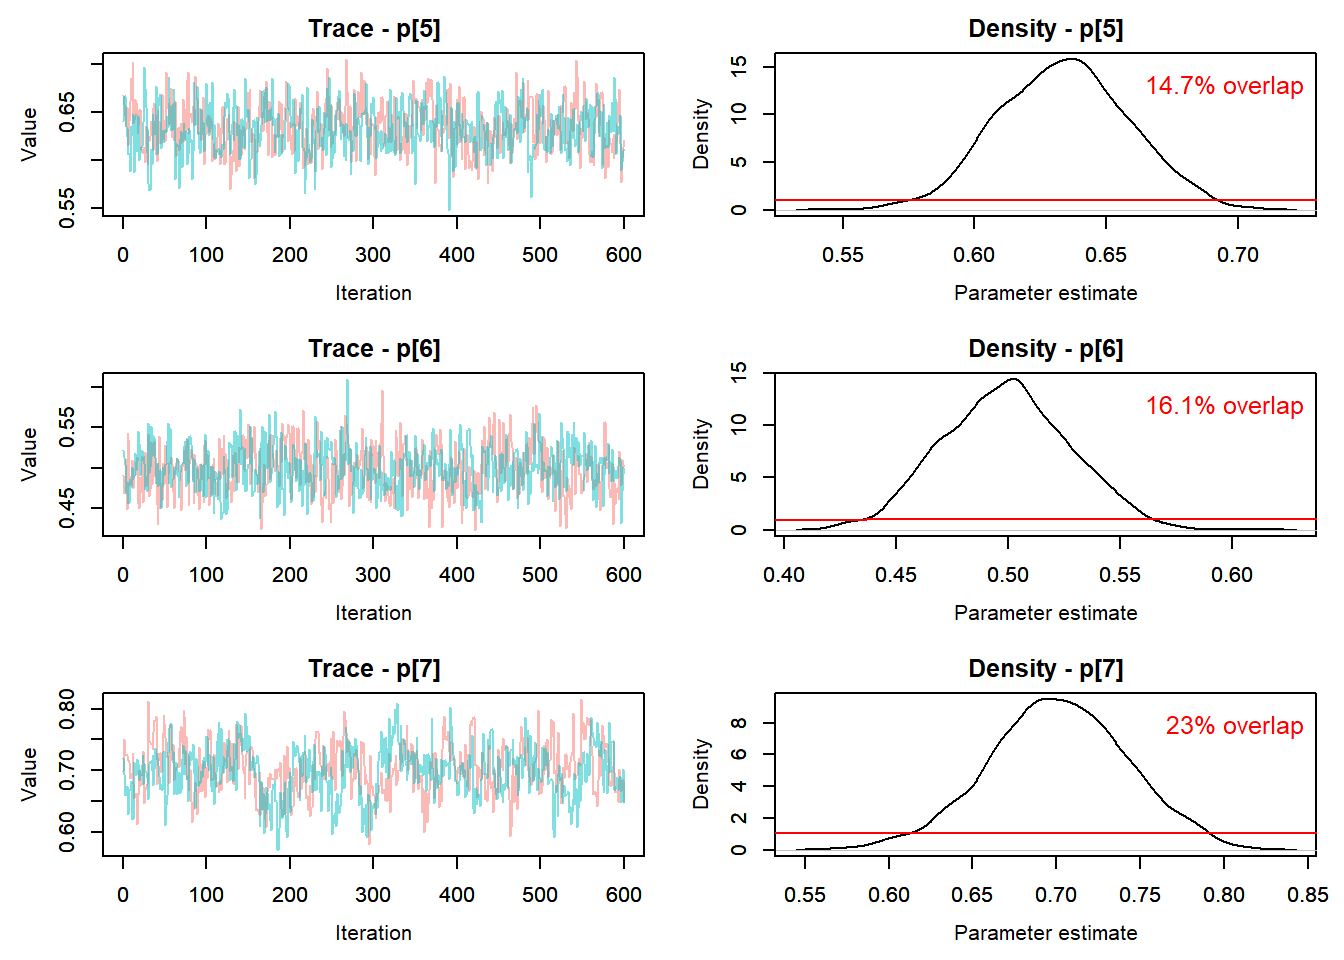 Trace - p[5]
Value
0.55 0.65
0 100 200 300 400 500 600
Iteration
Density - p[5]
Density
0 5 10 15
14.7% overlap
0.55 0.60 0.65 0.70
Parameter estimate
Trace - p[6]
Value
0.45 0.55
0 100 200 300 400 500 600
Iteration
Density - p[6]
Density
0 5 10 15
16.1% overlap
0.40 0.45 0.50 0.55 0.60
Parameter estimate
Trace - p[7]
Value
0.60 0.70 0.80
0 100 200 300 400 500 600
Iteration
Density - p[7]
Density
0 2 4 6 8
23% overlap
0.55 0.60 0.65 0.70 0.75 0.80 0.85
Parameter estimate